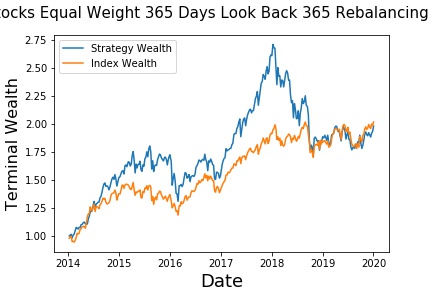 tocks Equal Weight 365 Days Look Back 365 Rebalancing
Terminal Wealth
2.75
2.50
2.25
2.00
1.75
1.50
1.25
1.00
Strategy Wealth
Index Wealth
2014 2015 2016 2017 2018 2019 2020
Date